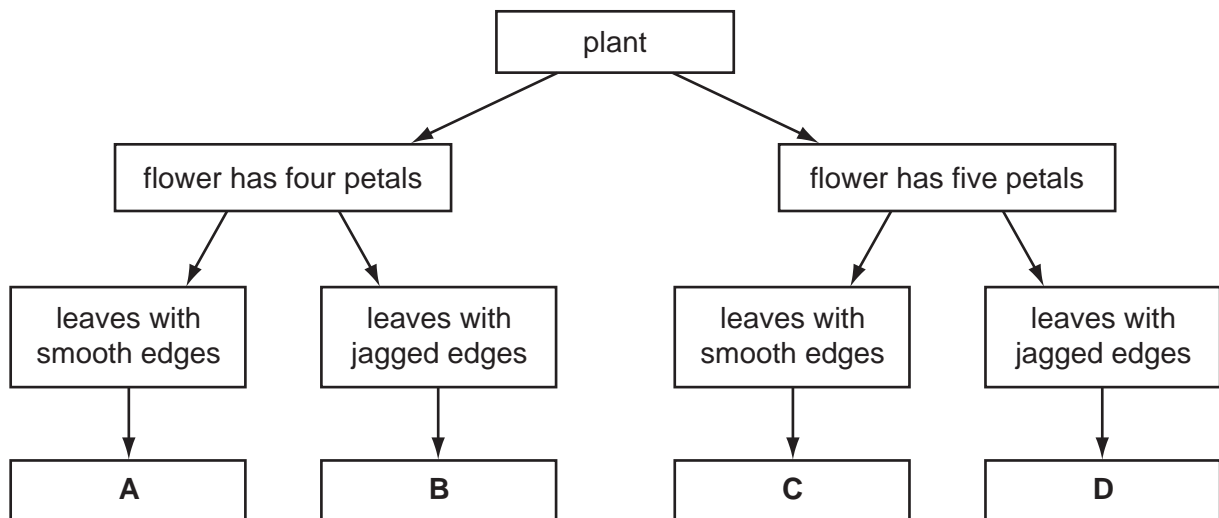 plant
flower has four petals
flower has five petals
leaves with
smooth edges
leaves with
jagged edges
leaves with
smooth edges
leaves with
jagged edges
A
B
C
D